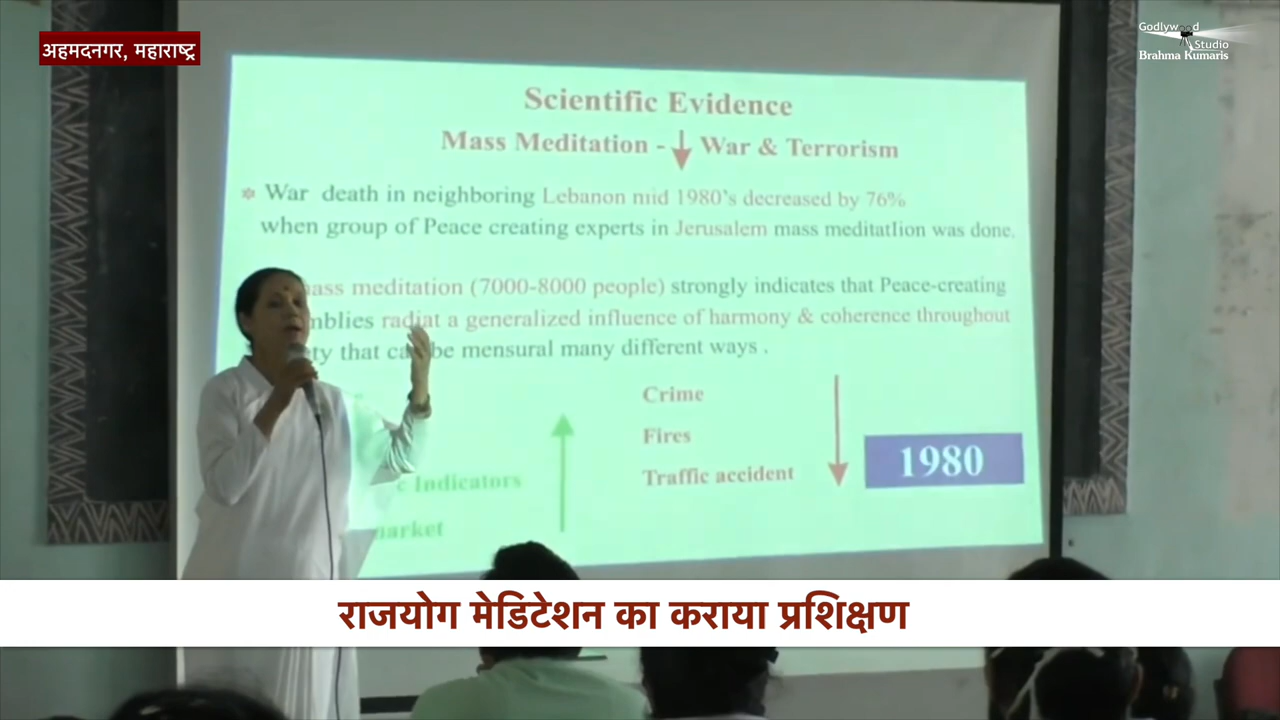 अहमदनगर, महाराष्ट्र
Godlywood
Studio
Brahma Kumaris
Scientific Evidence
Mass Meditation - ↓ War & Terrorism
War death in neighboring Lebanon mid 1980's decreased by 76%
when group of Peace creating experts in Jerusalem mass meditatlion was done.
meditation (7000-8000 people) strongly indicates that Peace-creating
radiat a generalized influence of harmony & coherence throughout
that can be mensural many different ways .
Crime
Fires
Traffic accident
1980
Indicators
राजयोग मेडिटेशन का कराया प्रशिक्षण